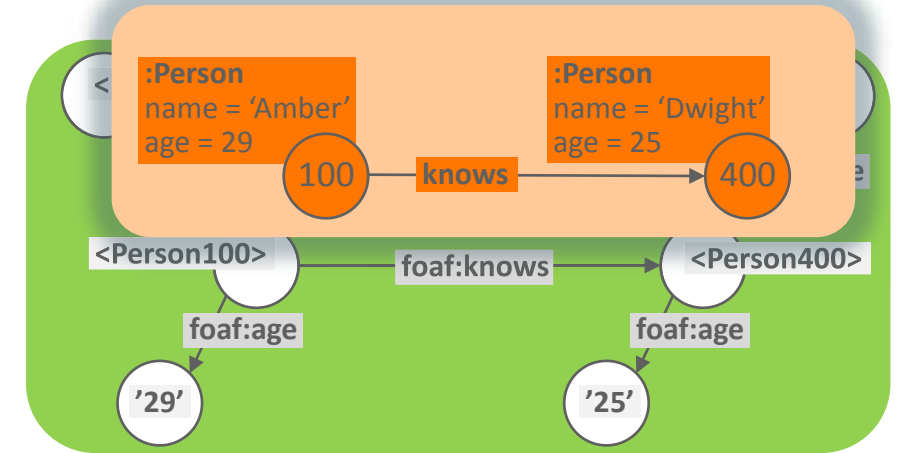 :Person
name = ‘Amber’
age = 29
:Person
name = ‘Dwight’
age = 25
100
knows
400
<
e
<Person100>
foaf:knows
<Person400>
foaf:age
foaf:age
’29’
’25’